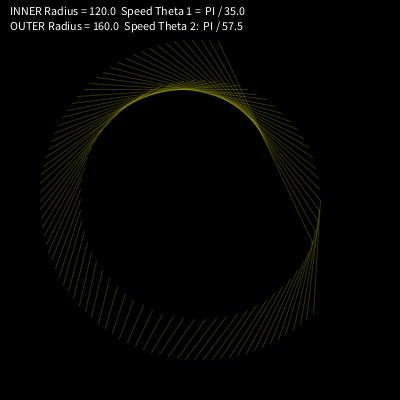 INNER Radius = 120.0 Speed Theta 1 = PI / 35.0
OUTER Radius = 160.0 Speed Theta 2: PI / 57.5